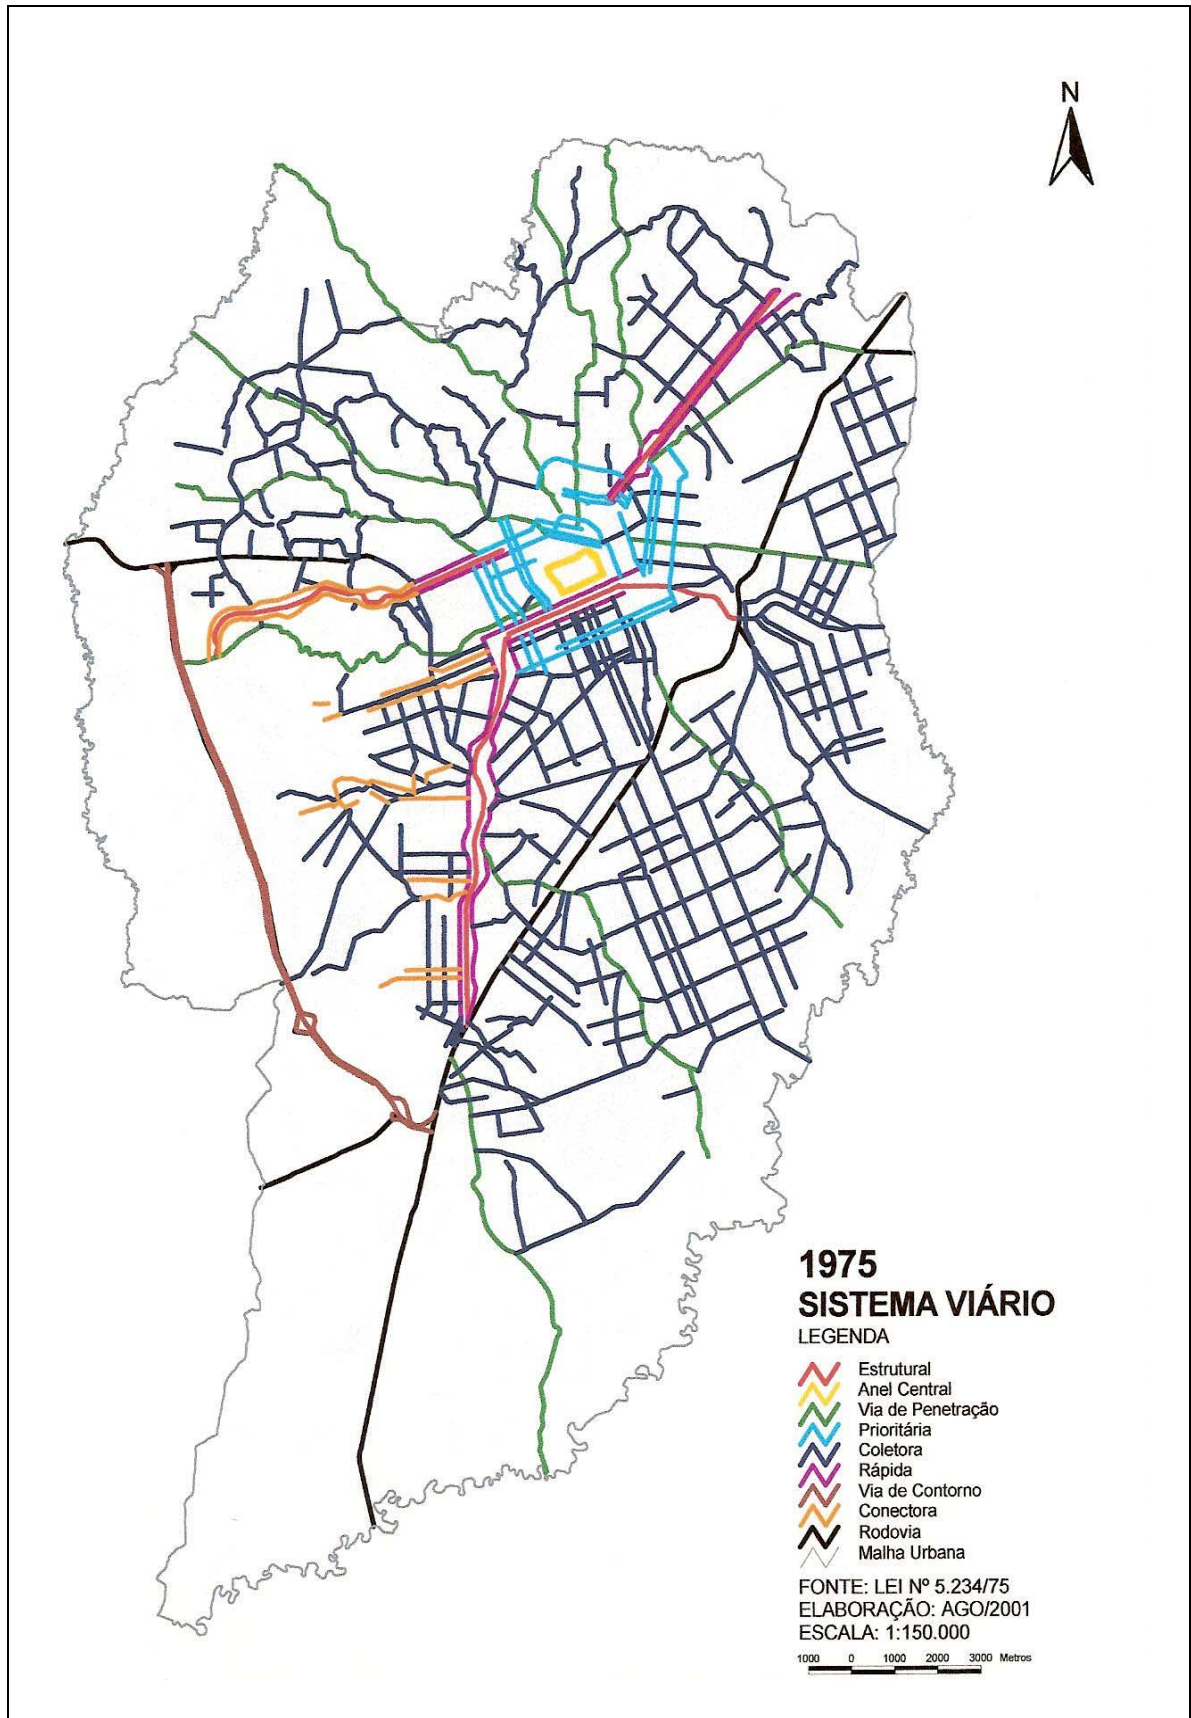 N
1975
SISTEMA VIÁRIO
LEGENDA
Estrutural
Anel Central
Via de Penetração
Prioritária
Coletora
Rápida
Via de Contorno
Conectora
Rodovia
Malha Urbana
FONTE: LEI Nº 5.234/75
ELABORAÇÃO: AGO/2001
ESCALA: 1:150.000
1000 0 1000 2000 3000 Metros